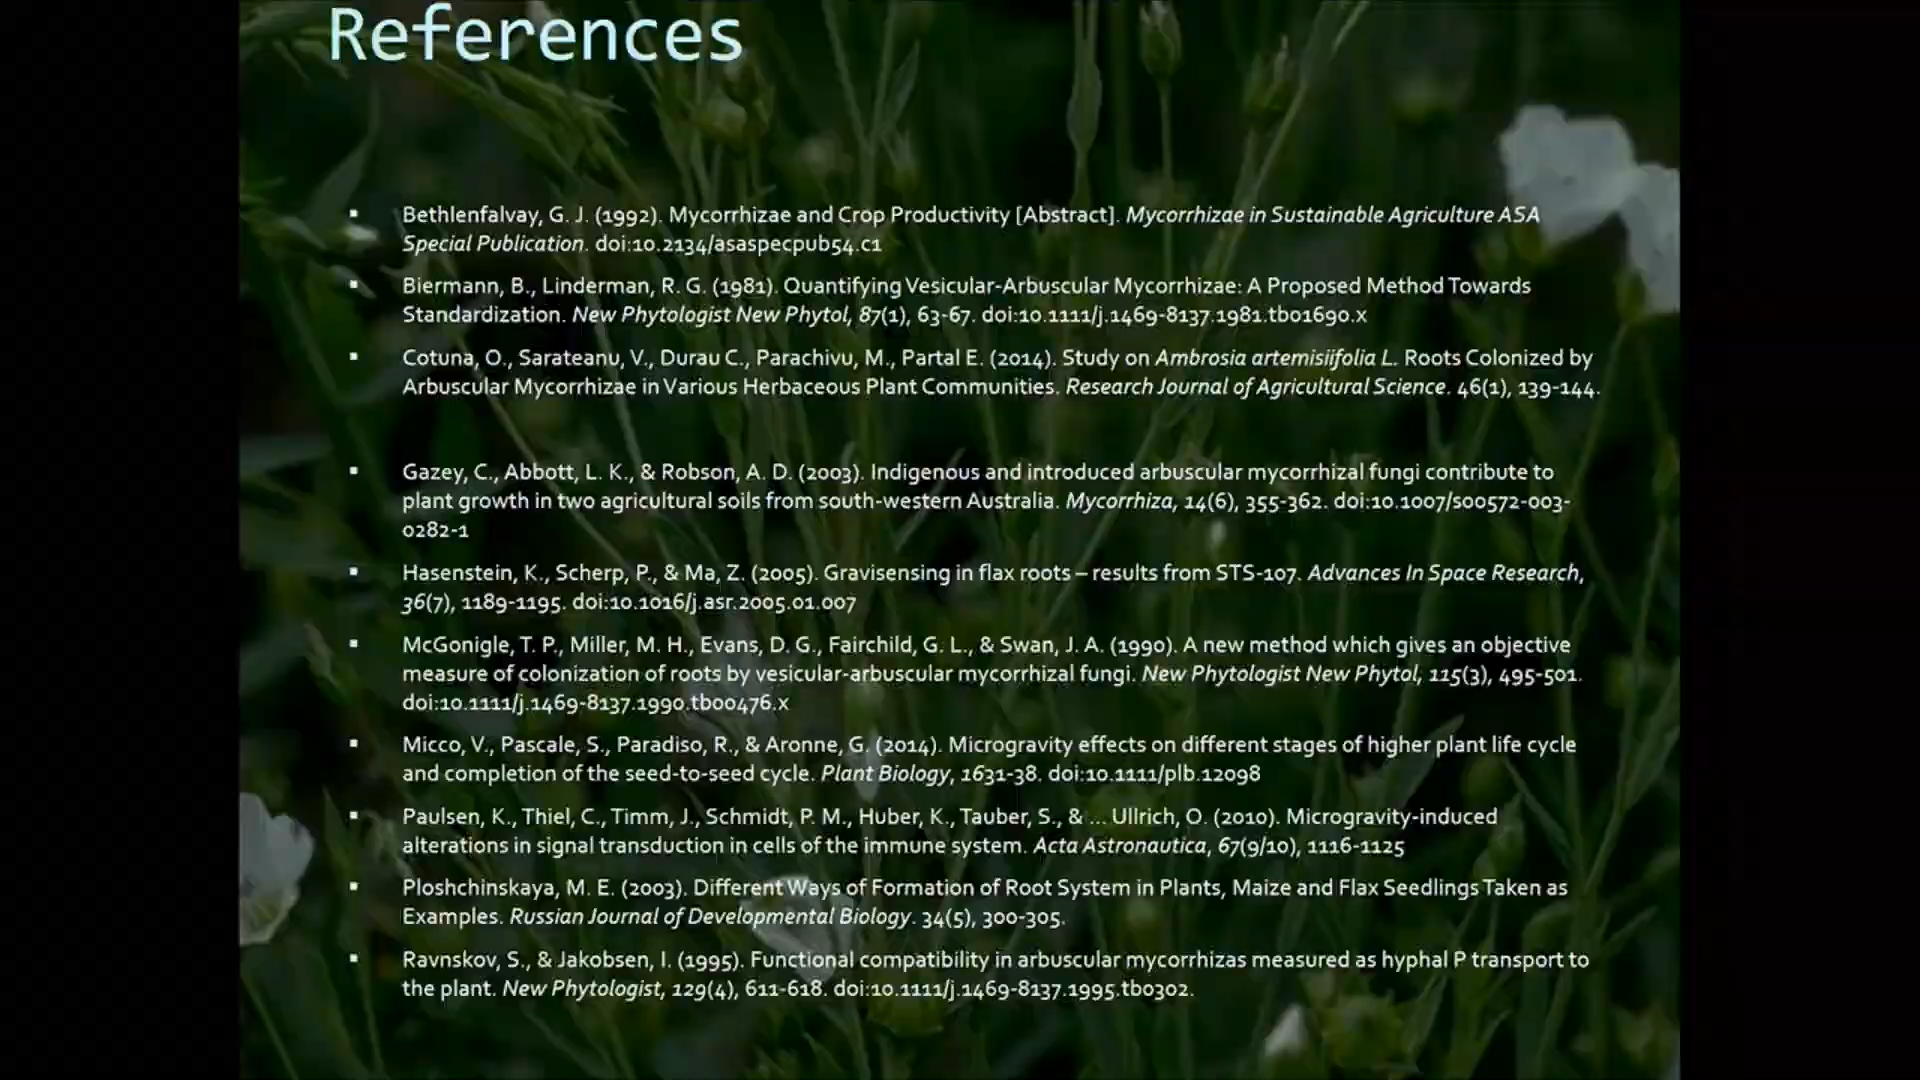 References
▪ Bethlenfalvay, G. J. (1992). Mycorrhizae and Crop Productivity [Abstract]. Mycorrhizae in Sustainable Agriculture ASA
Special Publication. doi:10.2134/asaspecpub54.c1
▪ Biermann, B., Linderman, R. G. (1981). Quantifying Vesicular-Arbuscular Mycorrhizae: A Proposed Method Towards
Standardization. New Phytologist New Phytol, 87(1), 63-67. doi:10.1111/j.1469-8137.1981.tb01690.x
▪ Cotuna, O., Sarateanu, V., Durau C., Parachivu, M., Partal E. (2014). Study on Ambrosia artemisiifolia L. Roots Colonized by
Arbuscular Mycorrhizae in Various Herbaceous Plant Communities. Research Journal of Agricultural Science. 46(1), 139-144.
▪ Gazey, C., Abbott, L. K., & Robson, A. D. (2003). Indigenous and introduced arbuscular mycorrhizal fungi contribute to
plant growth in two agricultural soils from south-western Australia. Mycorrhiza, 14(6), 355-362. doi:10.1007/s00572-003-
0282-1
▪ Hasenstein, K., Scherp, P., & Ma, Z. (2005). Gravisensing in flax roots – results from STS-107. Advances In Space Research,
36(7), 1189-1195. doi:10.1016/j.asr.2005.01.007
▪ McGonigle, T. P., Miller, M. H., Evans, D. G., Fairchild, G. L., & Swan, J. A. (1990). A new method which gives an objective
measure of colonization of roots by vesicular-arbuscular mycorrhizal fungi. New Phytologist New Phytol, 115(3), 495-501.
doi:10.1111/j.1469-8137.1990.tb00476.x
▪ Micco, V., Pascale, S., Paradiso, R., & Aronne, G. (2014). Microgravity effects on different stages of higher plant life cycle
and completion of the seed-to-seed cycle. Plant Biology, 1631-38. doi:10.1111/plb.12098
▪ Paulsen, K., Thiel, C., Timm, J., Schmidt, P. M., Huber, K., Tauber, S., & ... Ullrich, O. (2010). Microgravity-induced
alterations in signal transduction in cells of the immune system. Acta Astronautica, 67(9/10), 1116-1125
▪ Ploshchinskaya, M. E. (2003). Different Ways of Formation of Root System in Plants, Maize and Flax Seedlings Taken as
Examples. Russian Journal of Developmental Biology. 34(5), 300-305.
▪ Ravnskov, S., & Jakobsen, I. (1995). Functional compatibility in arbuscular mycorrhizas measured as hyphal P transport to
the plant. New Phytologist, 129(4), 611-618. doi:10.1111/j.1469-8137.1995.tb0302.